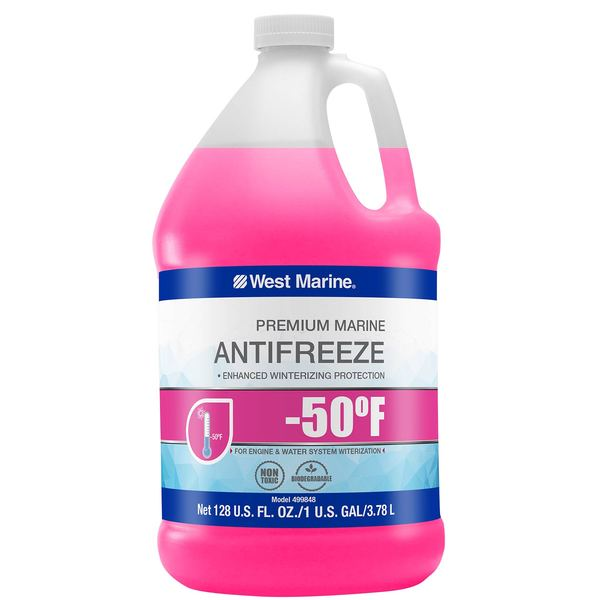 West Marine®
PREMIUM MARINE
ANTIFREEZE
• ENHANCED WINTERIZING PROTECTION
-50ºF
-50ºF
FOR ENGINE & WATER SYSTEM WITERIZATION
NON TOXIC
BIODEGRADABLE
Model 499848
Net 128 U.S. FL. OZ./1 U.S. GAL/3.78 L